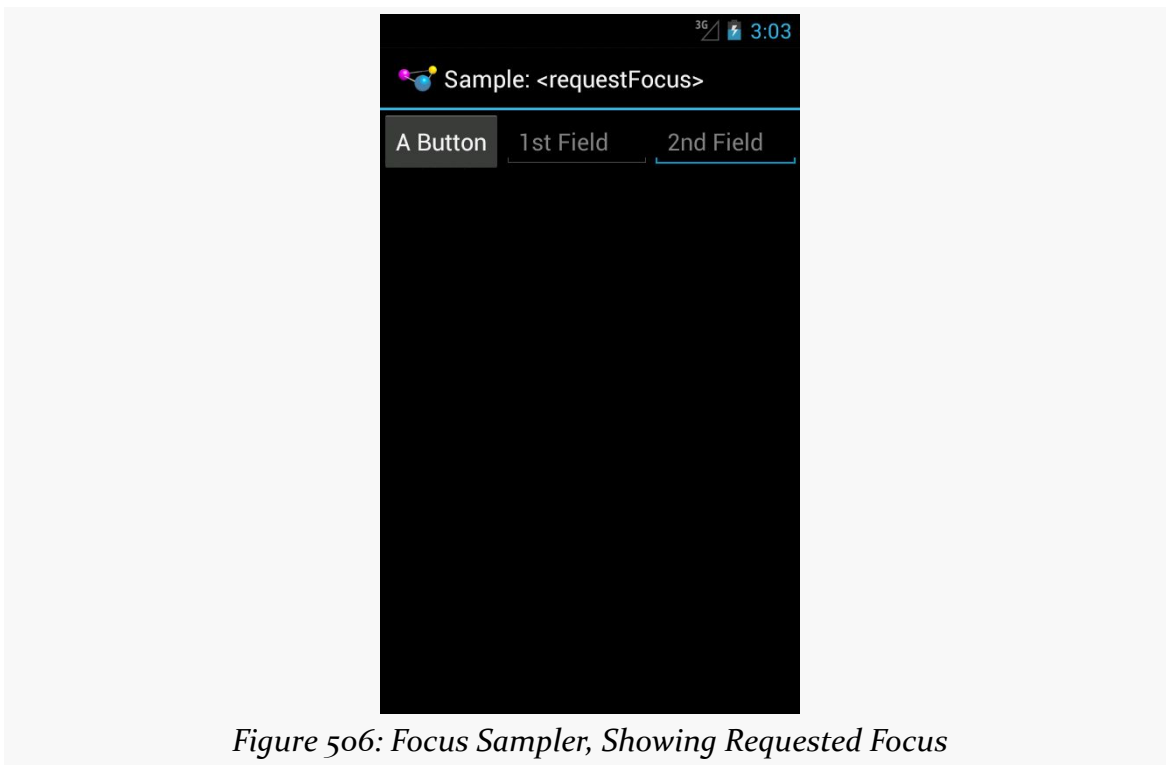 3G 3:03
Sample: <requestFocus>
A Button 1st Field 2nd Field
Figure 506: Focus Sampler, Showing Requested Focus